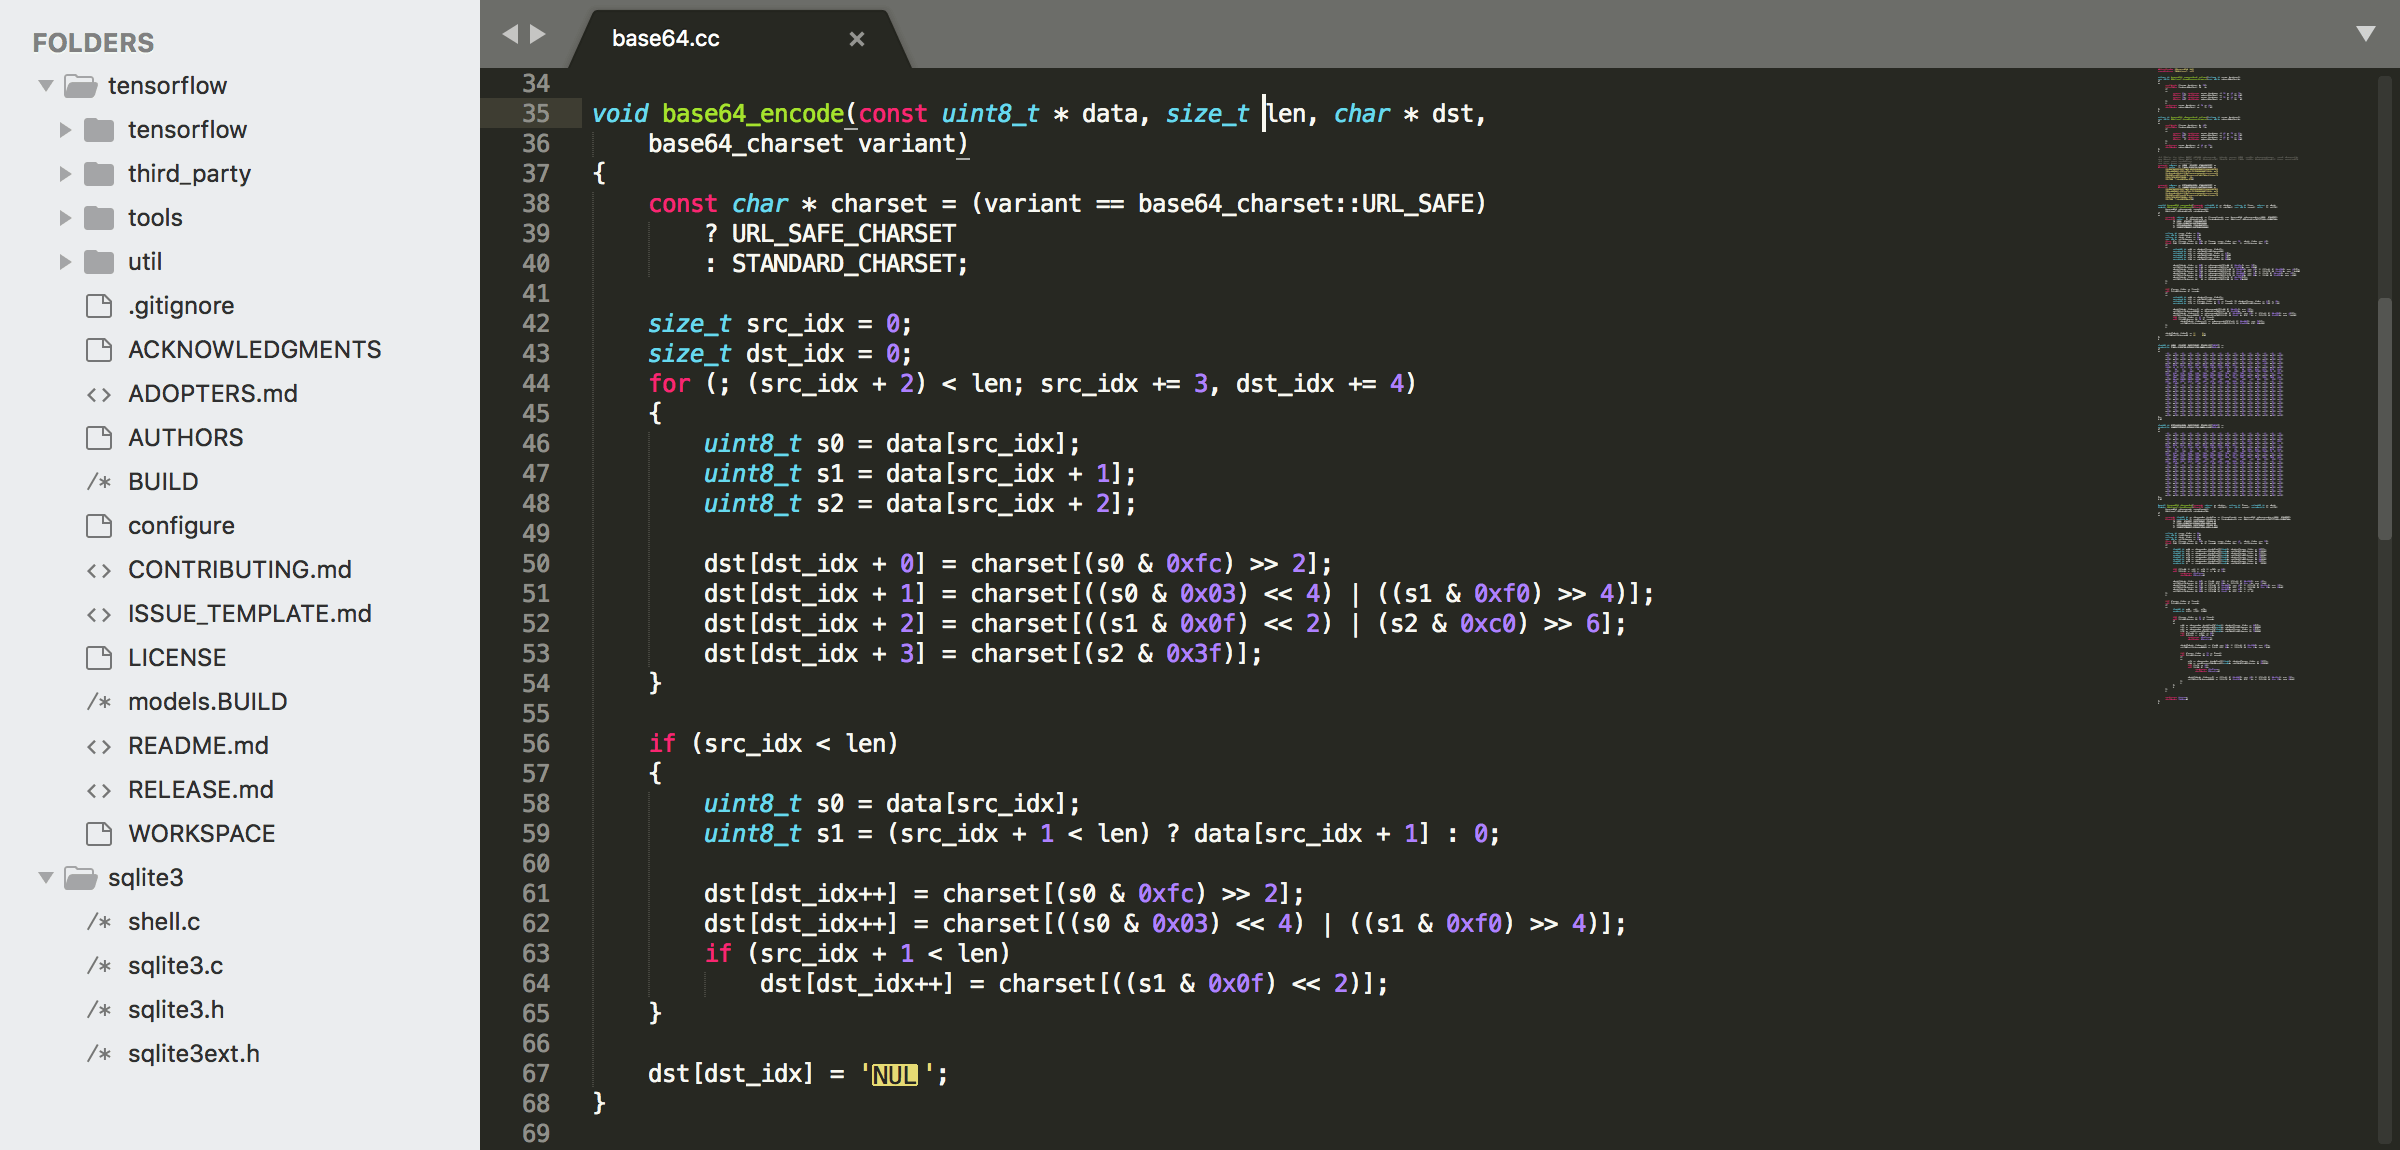 FOLDERS
tensorflow
tensorflow
third_party
tools
util
.gitignore
ACKNOWLEDGMENTS
<> ADOPTERS.md
AUTHORS
/* BUILD
configure
<> CONTRIBUTING.md
<> ISSUE_TEMPLATE.md
LICENSE
/* models.BUILD
<> README.md
<> RELEASE.md
WORKSPACE
sqlite3
/* shell.c
/* sqlite3.c
/* sqlite3.h
/* sqlite3ext.h
base64.cc ×
34
35 void base64_encode(const uint8_t * data, size_t len, char * dst,
36     base64_charset variant)
37 {
38     const char * charset = (variant == base64_charset::URL_SAFE)
39         ? URL_SAFE_CHARSET
40         : STANDARD_CHARSET;
41
42     size_t src_idx = 0;
43     size_t dst_idx = 0;
44     for (; (src_idx + 2) < len; src_idx += 3, dst_idx += 4)
45     {
46         uint8_t s0 = data[src_idx];
47         uint8_t s1 = data[src_idx + 1];
48         uint8_t s2 = data[src_idx + 2];
49
50         dst[dst_idx + 0] = charset[(s0 & 0xfc) >> 2];
51         dst[dst_idx + 1] = charset[((s0 & 0x03) << 4) | ((s1 & 0xf0) >> 4)];
52         dst[dst_idx + 2] = charset[((s1 & 0x0f) << 2) | (s2 & 0xc0) >> 6];
53         dst[dst_idx + 3] = charset[(s2 & 0x3f)];
54     }
55
56     if (src_idx < len)
57     {
58         uint8_t s0 = data[src_idx];
59         uint8_t s1 = (src_idx + 1 < len) ? data[src_idx + 1] : 0;
60
61         dst[dst_idx++] = charset[(s0 & 0xfc) >> 2];
62         dst[dst_idx++] = charset[((s0 & 0x03) << 4) | ((s1 & 0xf0) >> 4)];
63         if (src_idx + 1 < len)
64             dst[dst_idx++] = charset[((s1 & 0x0f) << 2)];
65     }
66
67     dst[dst_idx] = 'NUL';
68 }
69